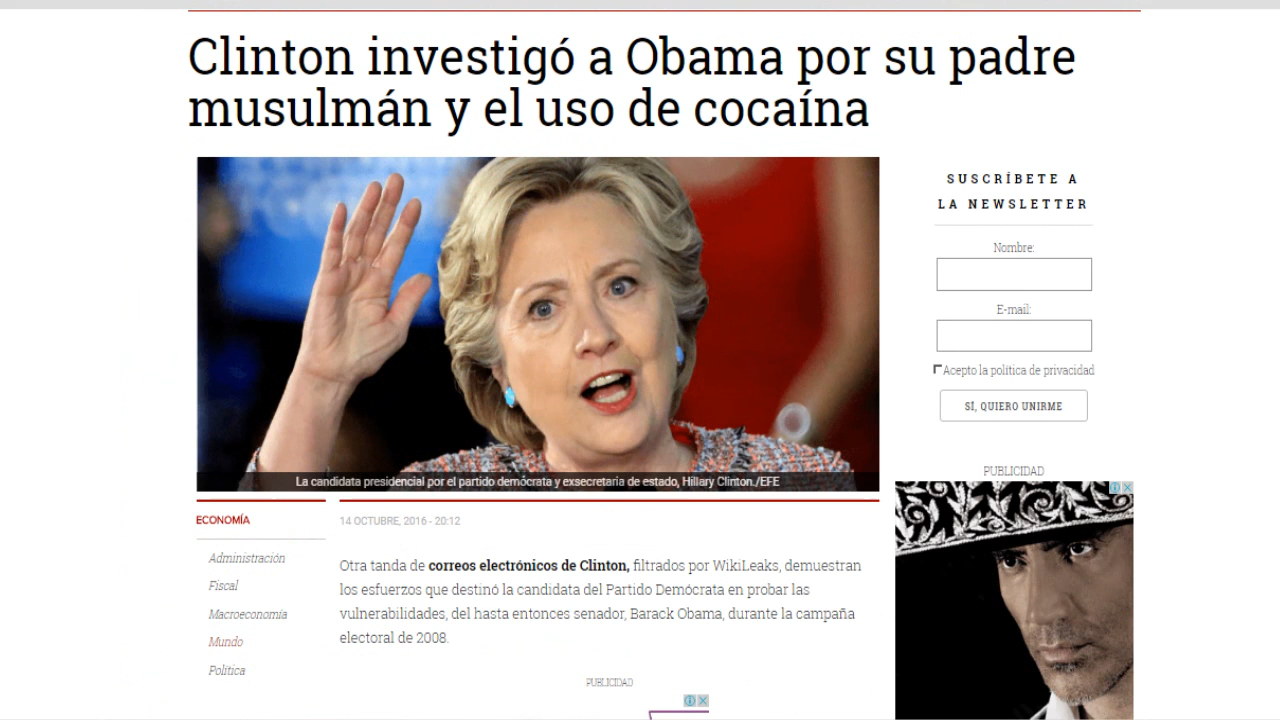 Clinton investigó a Obama por su padre
musulmán y el uso de cocaína
La candidata presidencial por el partido demócrata y exsecretaria de estado, Hillary Clinton./EFE
SUSCRÍBETE A
LA NEWSLETTER
Nombre:
E-mail:
Acepto la política de privacidad
SÍ, QUIERO UNIRME
PUBLICIDAD
ECONOMÍA
Administración
Fiscal
Macroeconomía
Mundo
Política
14 OCTUBRE, 2016 - 20:12
Otra tanda de correos electrónicos de Clinton, filtrados por WikiLeaks, demuestran
los esfuerzos que destinó la candidata del Partido Demócrata en probar las
vulnerabilidades, del hasta entonces senador, Barack Obama, durante la campaña
electoral de 2008.
PUBLICIDAD